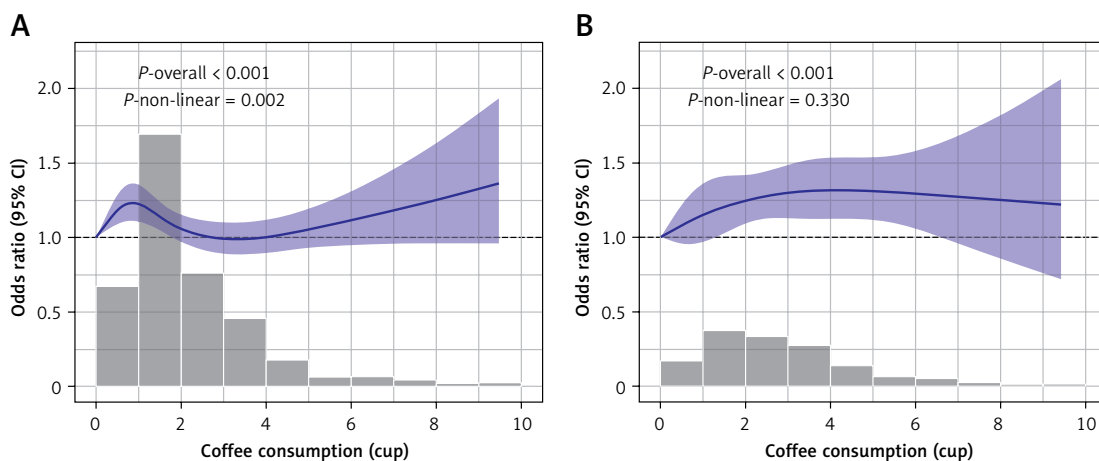 A
P-overall < 0.001
P-non-linear = 0.002
Odds ratio (95% CI)
2.0
1.5
1.0
0.5
0
0 2 4 6 8 10
Coffee consumption (cup)
B
P-overall < 0.001
P-non-linear = 0.330
Odds ratio (95% CI)
2.0
1.5
1.0
0.5
0
0 2 4 6 8 10
Coffee consumption (cup)